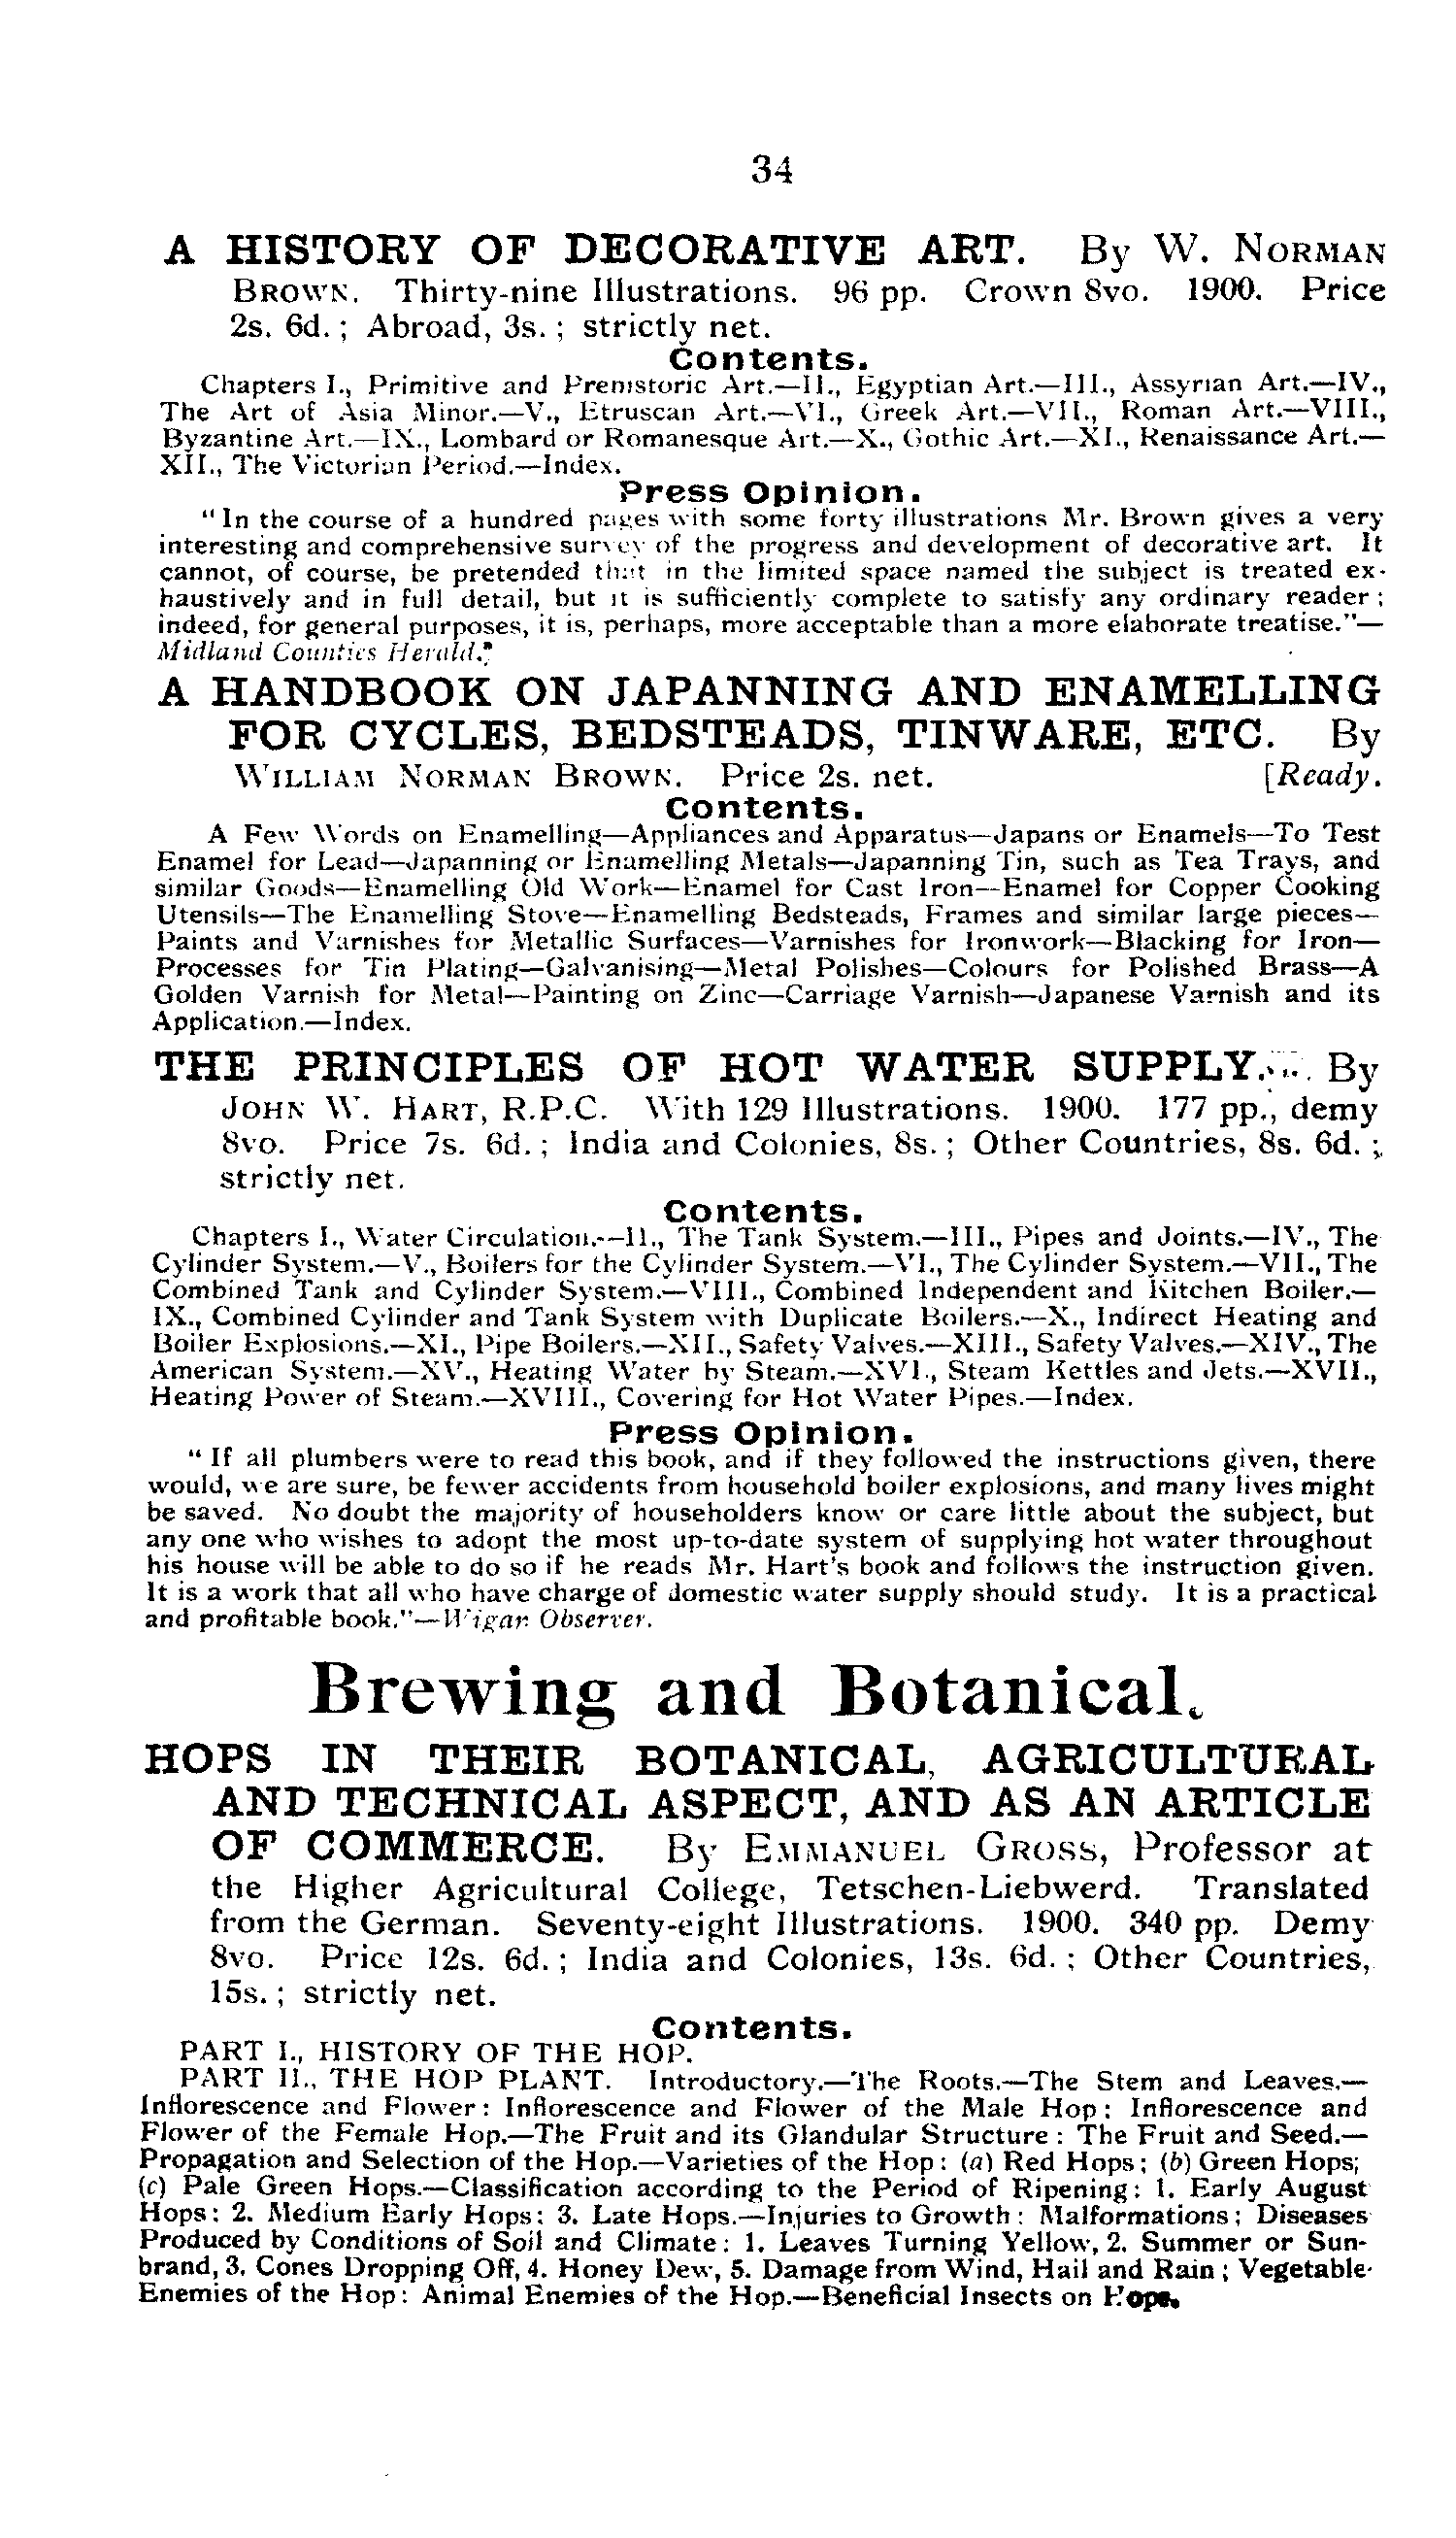 34
A HISTORY OF DECORATIVE ART. By W. NORMAN
BROWN. Thirty-nine Illustrations. 96 pp. Crown 8vo. 1900. Price
2s. 6d. ; Abroad, 3s. ; strictly net.
Contents.
Chapters I., Primitive and Prehistoric Art.—II., Egyptian Art.—III., Assyrian Art.—IV.,
The Art of Asia Minor.—V., Etruscan Art.—VI., Greek Art.—VII., Roman Art.—VIII.,
Byzantine Art.—IX., Lombard or Romanesque Art.—X., Gothic Art.—XI., Renaissance Art.—
XII., The Victorian Period.—Index.
Press Opinion.
"In the course of a hundred pages with some forty illustrations Mr. Brown gives a very
interesting and comprehensive survey of the progress and development of decorative art. It
cannot, of course, be pretended that in the limited space named the subject is treated ex-
haustively and in full detail, but it is sufficiently complete to satisfy any ordinary reader ;
indeed, for general purposes, it is, perhaps, more acceptable than a more elaborate treatise."—
Midland Counties Herald.
A HANDBOOK ON JAPANNING AND ENAMELLING
FOR CYCLES, BEDSTEADS, TINWARE, ETC. By
WILLIAM NORMAN BROWN. Price 2s. net. [Ready.
Contents.
A Few Words on Enamelling—Appliances and Apparatus—Japans or Enamels—To Test
Enamel for Lead—Japanning or Enamelling Metals—Japanning Tin, such as Tea Trays, and
similar Goods—Enamelling Old Work—Enamel for Cast Iron—Enamel for Copper Cooking
Utensils—The Enamelling Stove—Enamelling Bedsteads, Frames and similar large pieces—
Paints and Varnishes for Metallic Surfaces—Varnishes for Ironwork—Blacking for Iron—
Processes for Tin Plating—Galvanising—Metal Polishes—Colours for Polished Brass—A
Golden Varnish for Metal—Painting on Zinc—Carriage Varnish—Japanese Varnish and its
Application.—Index.
THE PRINCIPLES OF HOT WATER SUPPLY. By
JOHN W. HART, R.P.C. With 129 Illustrations. 1900. 177 pp., demy
8vo. Price 7s. 6d. ; India and Colonies, 8s. ; Other Countries, 8s. 6d. ;
strictly net.
Contents.
Chapters I., Water Circulation.—II., The Tank System.—III., Pipes and Joints.—IV., The
Cylinder System.—V., Boilers for the Cylinder System.—VI., The Cylinder System.—VII., The
Combined Tank and Cylinder System.—VIII., Combined Independent and Kitchen Boiler.—
IX., Combined Cylinder and Tank System with Duplicate Boilers.—X., Indirect Heating and
Boiler Explosions.—XI., Pipe Boilers.—XII., Safety Valves.—XIII., Safety Valves.—XIV., The
American System.—XV., Heating Water by Steam.—XVI., Steam Kettles and Jets.—XVII.,
Heating Power of Steam.—XVIII., Covering for Hot Water Pipes.—Index.
Press Opinion.
"If all plumbers were to read this book, and if they followed the instructions given, there
would, we are sure, be fewer accidents from household boiler explosions, and many lives might
be saved. No doubt the majority of householders know or care little about the subject, but
any one who wishes to adopt the most up-to-date system of supplying hot water throughout
his house will be able to do so if he reads Mr. Hart's book and follows the instruction given.
It is a work that all who have charge of domestic water supply should study. It is a practical
and profitable book."—Wigan Observer.
Brewing and Botanical.
HOPS IN THEIR BOTANICAL, AGRICULTURAL
AND TECHNICAL ASPECT, AND AS AN ARTICLE
OF COMMERCE. By EMMANUEL GROSS, Professor at
the Higher Agricultural College, Tetschen-Liebwerd. Translated
from the German. Seventy-eight Illustrations. 1900. 340 pp. Demy
8vo. Price 12s. 6d. ; India and Colonies, 13s. 6d. ; Other Countries,
15s. ; strictly net.
Contents.
PART I., HISTORY OF THE HOP.
PART II., THE HOP PLANT. Introductory.—The Roots.—The Stem and Leaves.—
Inflorescence and Flower: Inflorescence and Flower of the Male Hop; Inflorescence and
Flower of the Female Hop.—The Fruit and its Glandular Structure : The Fruit and Seed.—
Propagation and Selection of the Hop.—Varieties of the Hop: (a) Red Hops; (b) Green Hops;
(c) Pale Green Hops.—Classification according to the Period of Ripening: 1. Early August
Hops; 2. Medium Early Hops; 3. Late Hops.—Injuries to Growth : Malformations; Diseases
Produced by Conditions of Soil and Climate: 1. Leaves Turning Yellow, 2. Summer or Sun-
brand, 3. Cones Dropping Off, 4. Honey Dew, 5. Damage from Wind, Hail and Rain ; Vegetable
Enemies of the Hop: Animal Enemies of the Hop.—Beneficial Insects on Hops.